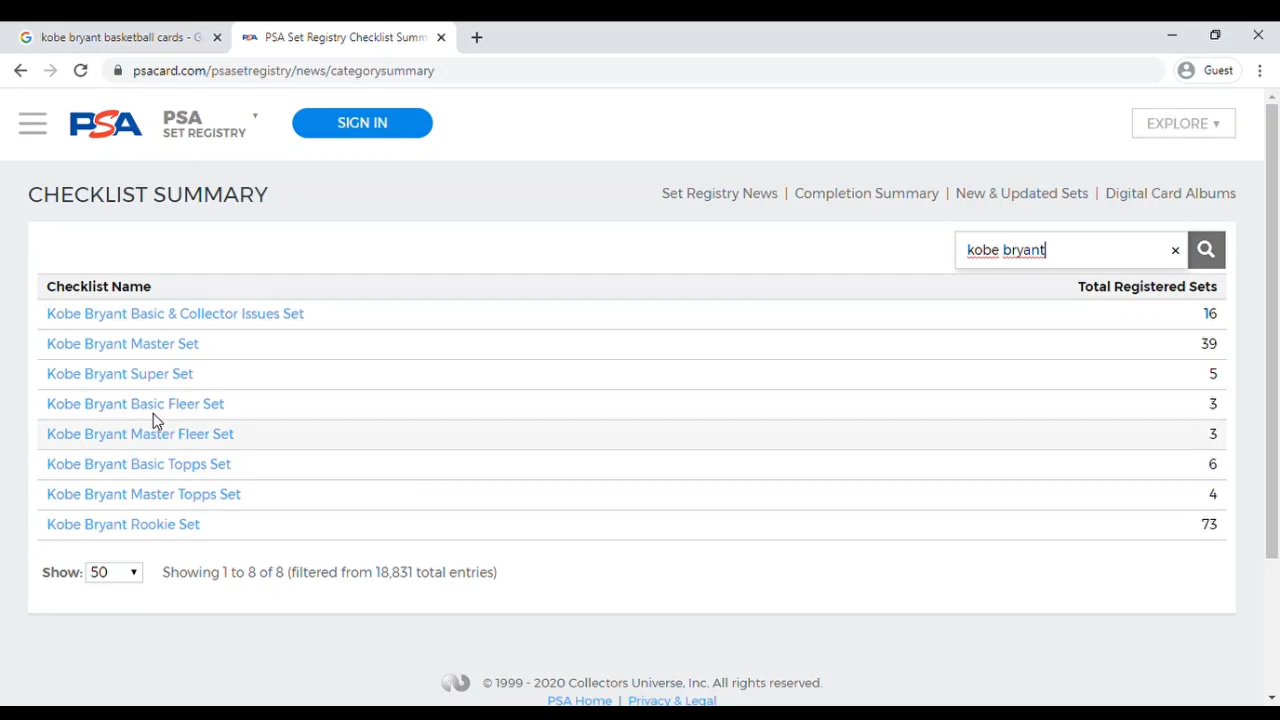 kobe bryant basketball cards - G
PSA PSA Set Registry Checklist Summ
psacard.com/psasetregistry/news/categorysummary
Guest
PSA
PSA
SET REGISTRY
SIGN IN
EXPLORE
CHECKLIST SUMMARY
Set Registry News | Completion Summary | New & Updated Sets | Digital Card Albums
kobe bryant
Checklist Name Total Registered Sets
Kobe Bryant Basic & Collector Issues Set 16
Kobe Bryant Master Set 39
Kobe Bryant Super Set 5
Kobe Bryant Basic Fleer Set 3
Kobe Bryant Master Fleer Set 3
Kobe Bryant Basic Topps Set 6
Kobe Bryant Master Topps Set 4
Kobe Bryant Rookie Set 73
Show: 50 Showing 1 to 8 of 8 (filtered from 18,831 total entries)
© 1999 - 2020 Collectors Universe, Inc. All rights reserved.
PSA Home | Privacy & Legal